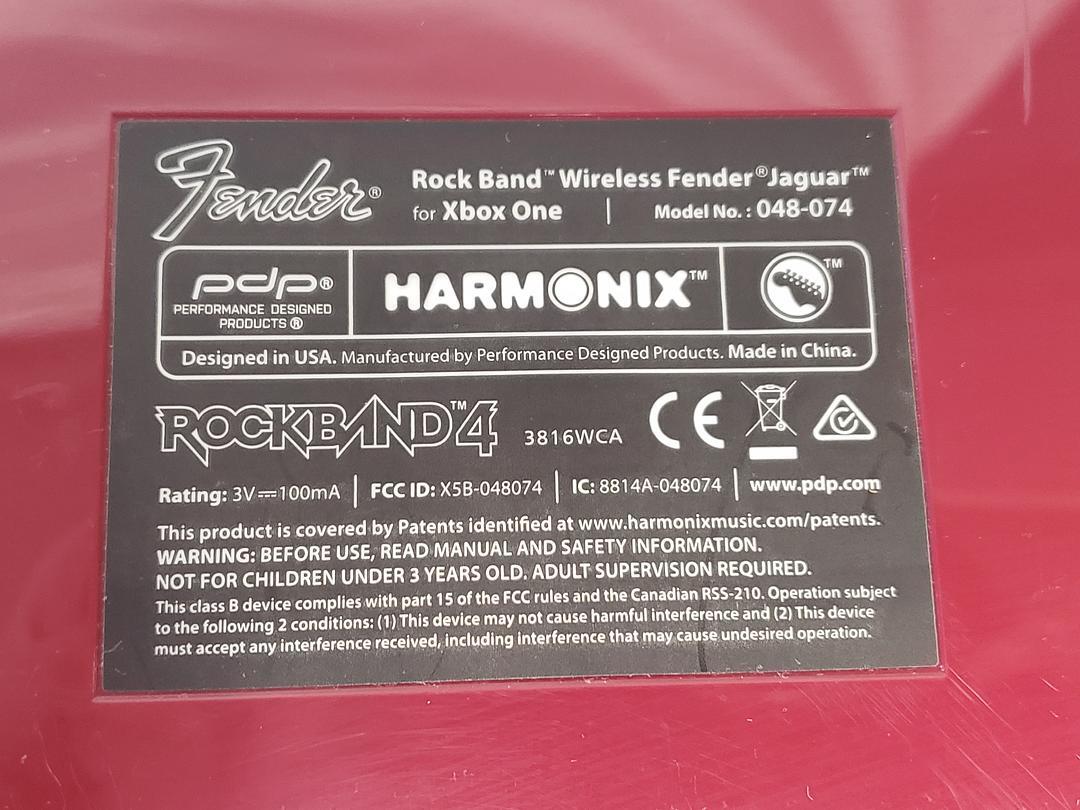 Fender®
Rock Band™ Wireless Fender® Jaguar™
for Xbox One | Model No. : 048-074
pdp®
PERFORMANCE DESIGNED
PRODUCTS ®
HARMONIX™
TM
Designed in USA. Manufactured by Performance Designed Products. Made in China.
ROCKBAND™4
3816WCA
CE
Rating: 3V⎓100mA | FCC ID: X5B-048074 | IC: 8814A-048074 | www.pdp.com
This product is covered by Patents identified at www.harmonixmusic.com/patents.
WARNING: BEFORE USE, READ MANUAL AND SAFETY INFORMATION.
NOT FOR CHILDREN UNDER 3 YEARS OLD. ADULT SUPERVISION REQUIRED.
This class B device complies with part 15 of the FCC rules and the Canadian RSS-210. Operation subject
to the following 2 conditions: (1) This device may not cause harmful interference and (2) This device
must accept any interference received, including interference that may cause undesired operation.